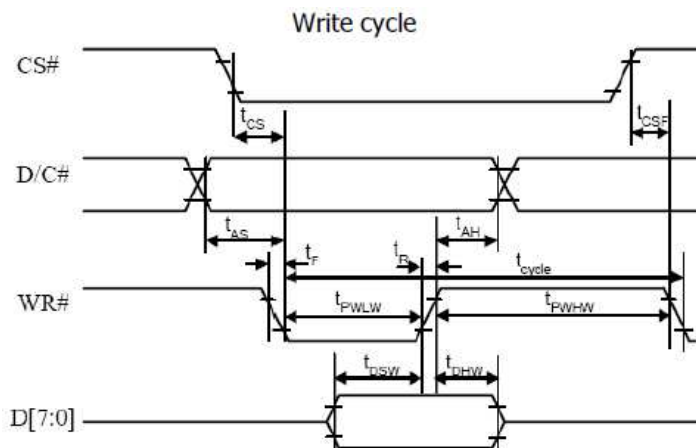 Write cycle
CS#
tCS
tCSF
D/C#
tAS
tAH
tF
tR
tcycle
WR#
tPWLW
tPWHW
tDSW
tDHW
D[7:0]